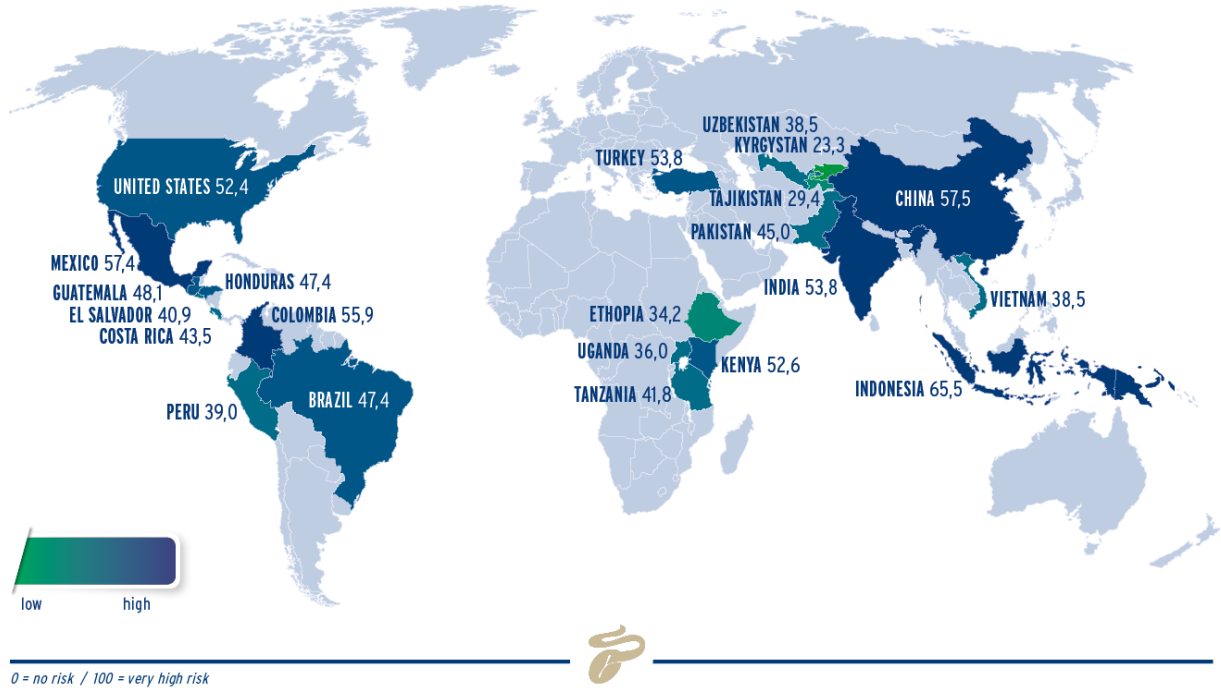 UZBEKISTAN 38,5
KYRGYSTAN 23,3
TURKEY 53,8
UNITED STATES 52,4
TAJIKISTAN 29,4
CHINA 57,5
PAKISTAN 45,0
MEXICO 57,4
HONDURAS 47,4
INDIA 53,8
GUATEMALA 48,1
VIETNAM 38,5
EL SALVADOR 40,9
COLOMBIA 55,9
ETHOPIA 34,2
COSTA RICA 43,5
UGANDA 36,0
KENYA 52,6
INDONESIA 65,5
TANZANIA 41,8
BRAZIL 47,4
PERU 39,0
low high
0 = no risk / 100 = very high risk